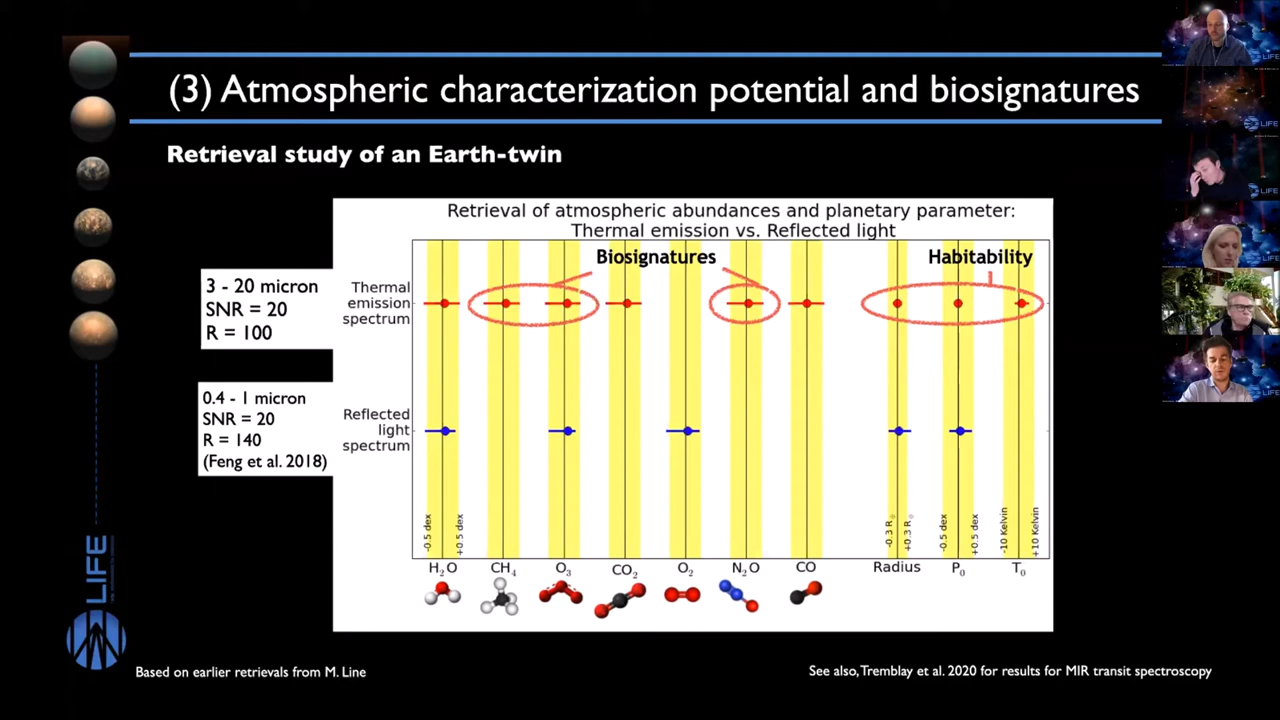 (3) Atmospheric characterization potential and biosignatures
Retrieval study of an Earth-twin
Retrieval of atmospheric abundances and planetary parameter:
Thermal emission vs. Reflected light
Biosignatures
Habitability
3 - 20 micron
SNR = 20
R = 100
Thermal
emission
spectrum
0.4 - 1 micron
SNR = 20
R = 140
(Feng et al. 2018)
Reflected
light
spectrum
-0.5 dex
+0.5 dex
-0.3 R⊕
+0.3 R⊕
-0.5 dex
+0.5 dex
-10 Kelvin
+10 Kelvin
H₂O CH₄ O₃ CO₂ O₂ N₂O CO Radius P₀ T₀
LIFE
Based on earlier retrievals from M. Line
See also, Tremblay et al. 2020 for results for MIR transit spectroscopy
LIFE
LIFE
LIFE
LIFE